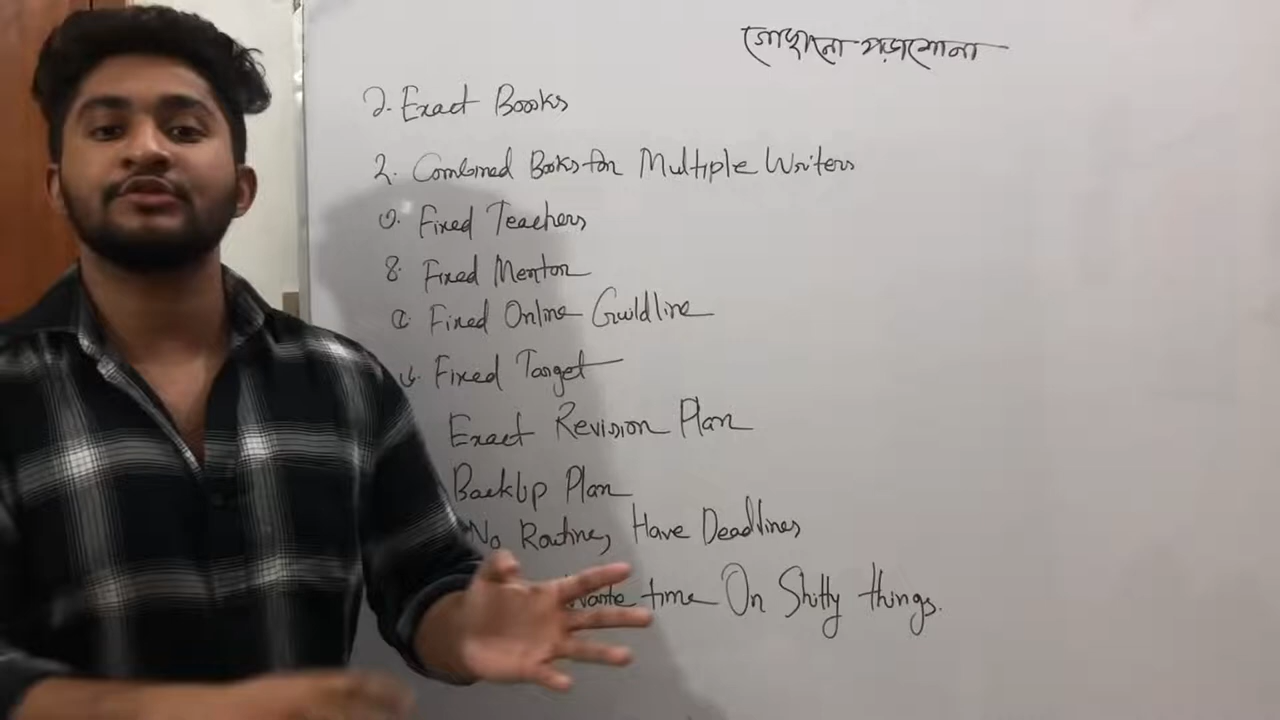 গোছানো পড়াশোনা
১. Exact Books
২. Combined Books for Multiple Writers
৩. Fixed Teachers
৪. Fixed Mentor
৫. Fixed Online Guildline
৬. Fixed Target
Exact Revision Plan
BackUp Plan
No Routine, Have Deadlines
Waste time On Shitty things.